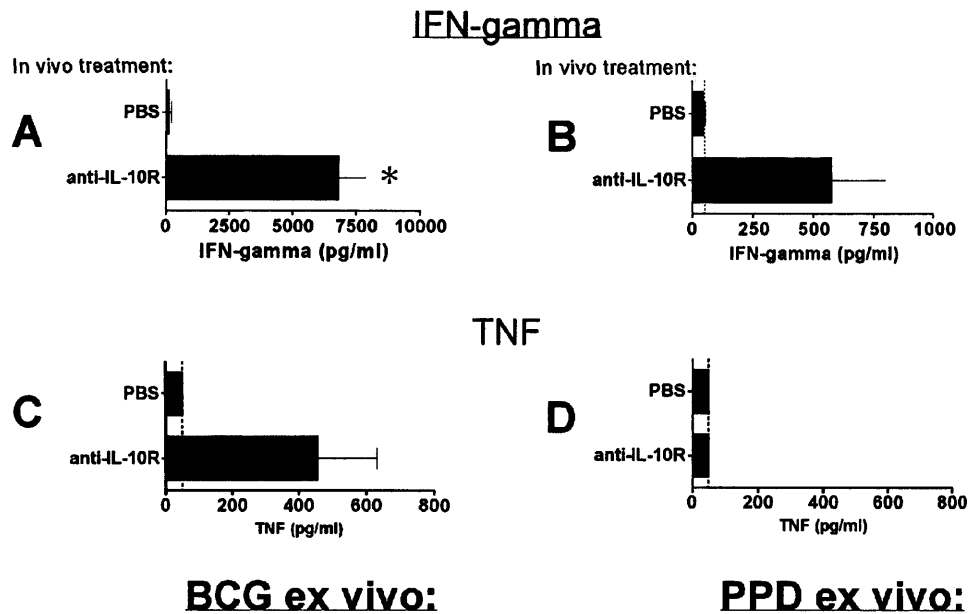 IFN-gamma
In vivo treatment:
In vivo treatment:
A
PBS
anti-IL-10R
*
0 2500 5000 7500 10000
IFN-gamma (pg/ml)
B
PBS
anti-IL-10R
0 250 500 750 1000
IFN-gamma (pg/ml)
TNF
C
PBS
anti-IL-10R
0 200 400 600 800
TNF (pg/ml)
D
PBS
anti-IL-10R
0 200 400 600 800
TNF (pg/ml)
BCG ex vivo:
PPD ex vivo: